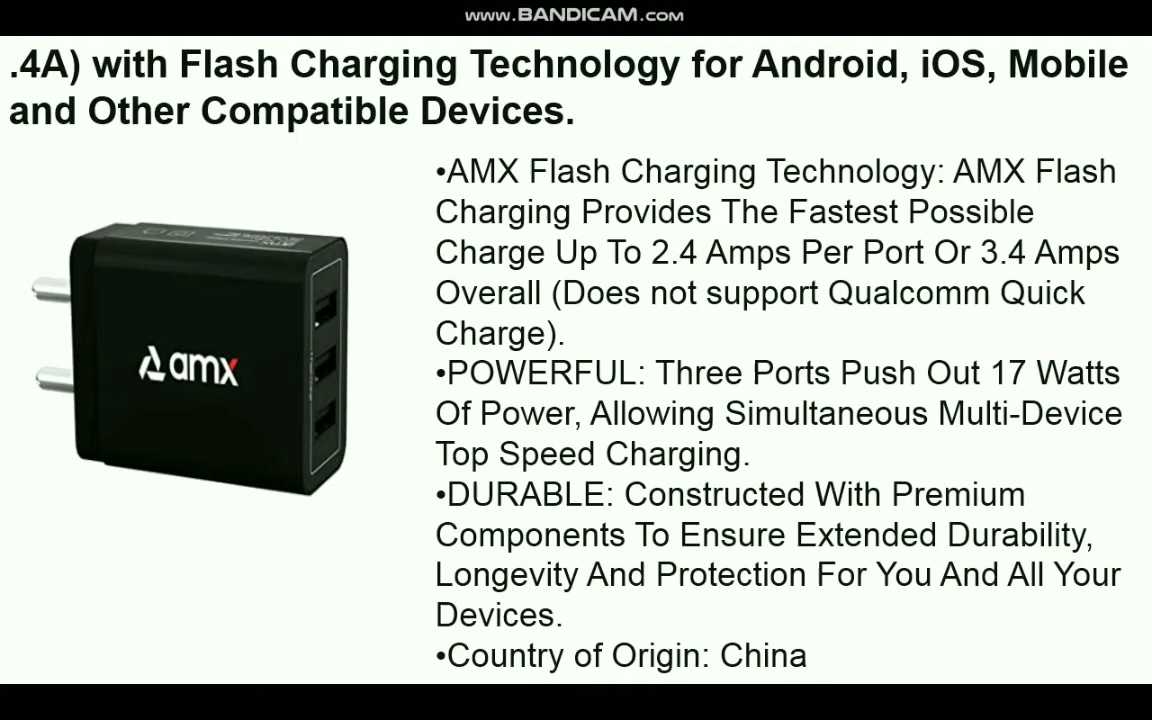 www.BANDICAM.com
.4A) with Flash Charging Technology for Android, iOS, Mobile
and Other Compatible Devices.
•AMX Flash Charging Technology: AMX Flash
Charging Provides The Fastest Possible
Charge Up To 2.4 Amps Per Port Or 3.4 Amps
Overall (Does not support Qualcomm Quick
Charge).
•POWERFUL: Three Ports Push Out 17 Watts
Of Power, Allowing Simultaneous Multi-Device
Top Speed Charging.
•DURABLE: Constructed With Premium
Components To Ensure Extended Durability,
Longevity And Protection For You And All Your
Devices.
•Country of Origin: China
amx